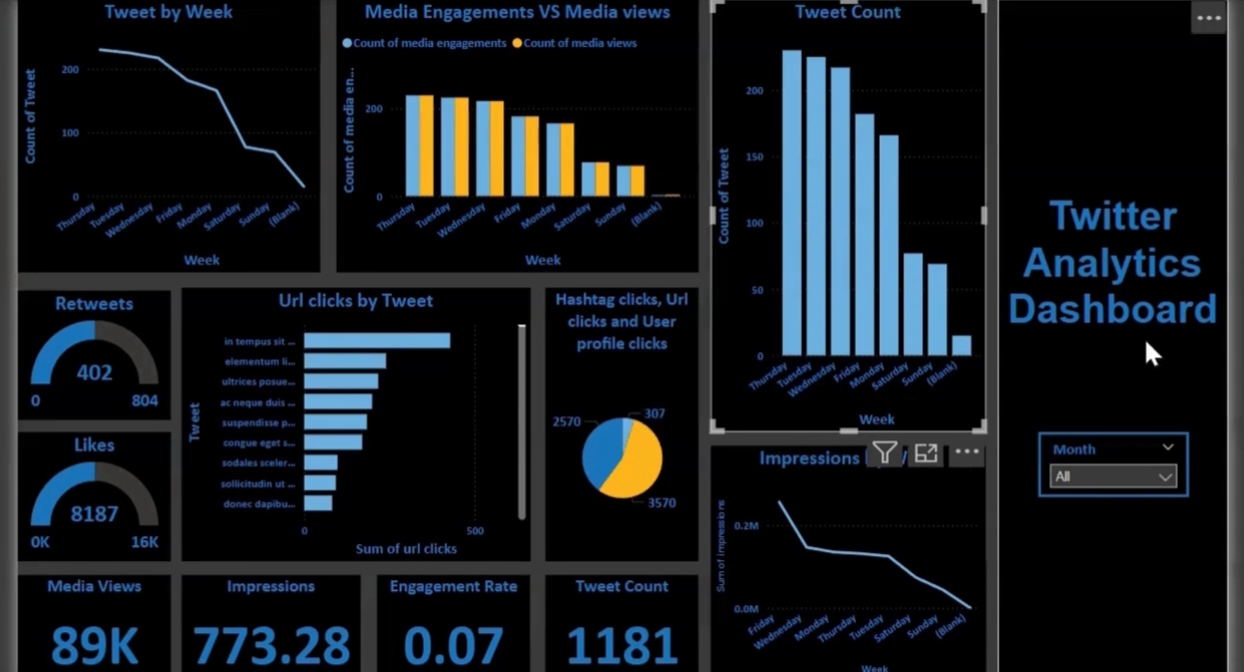 Tweet by Week
Count of Tweet
200
100
0
Thursday
Tuesday
Wednesday
Friday
Monday
Saturday
Sunday
(Blank)
Week
Media Engagements VS Media views
Count of media engagements
Count of media views
Count of media en...
200
0
Thursday
Tuesday
Wednesday
Friday
Monday
Saturday
Sunday
(Blank)
Week
Tweet Count
Count of Tweet
200
150
100
50
0
Thursday
Tuesday
Wednesday
Friday
Monday
Saturday
Sunday
(Blank)
Week
Twitter
Analytics
Dashboard
Month
All
Retweets
402
0
804
Likes
8187
0K
16K
Url clicks by Tweet
Tweet
in tempus sit ...
elementum li...
ultrices posue...
ac neque duis ...
suspendisse p...
congue eget s...
sodales sceler...
sollicitudin ut ...
donec dapibu...
0
500
Sum of url clicks
Hashtag clicks, Url
clicks and User
profile clicks
307
2570
3570
Impressions
Sum of impressions
0.2M
0.0M
Friday
Wednesday
Monday
Thursday
Tuesday
Saturday
Sunday
(Blank)
Week
Media Views
89K
Impressions
773.28
Engagement Rate
0.07
Tweet Count
1181